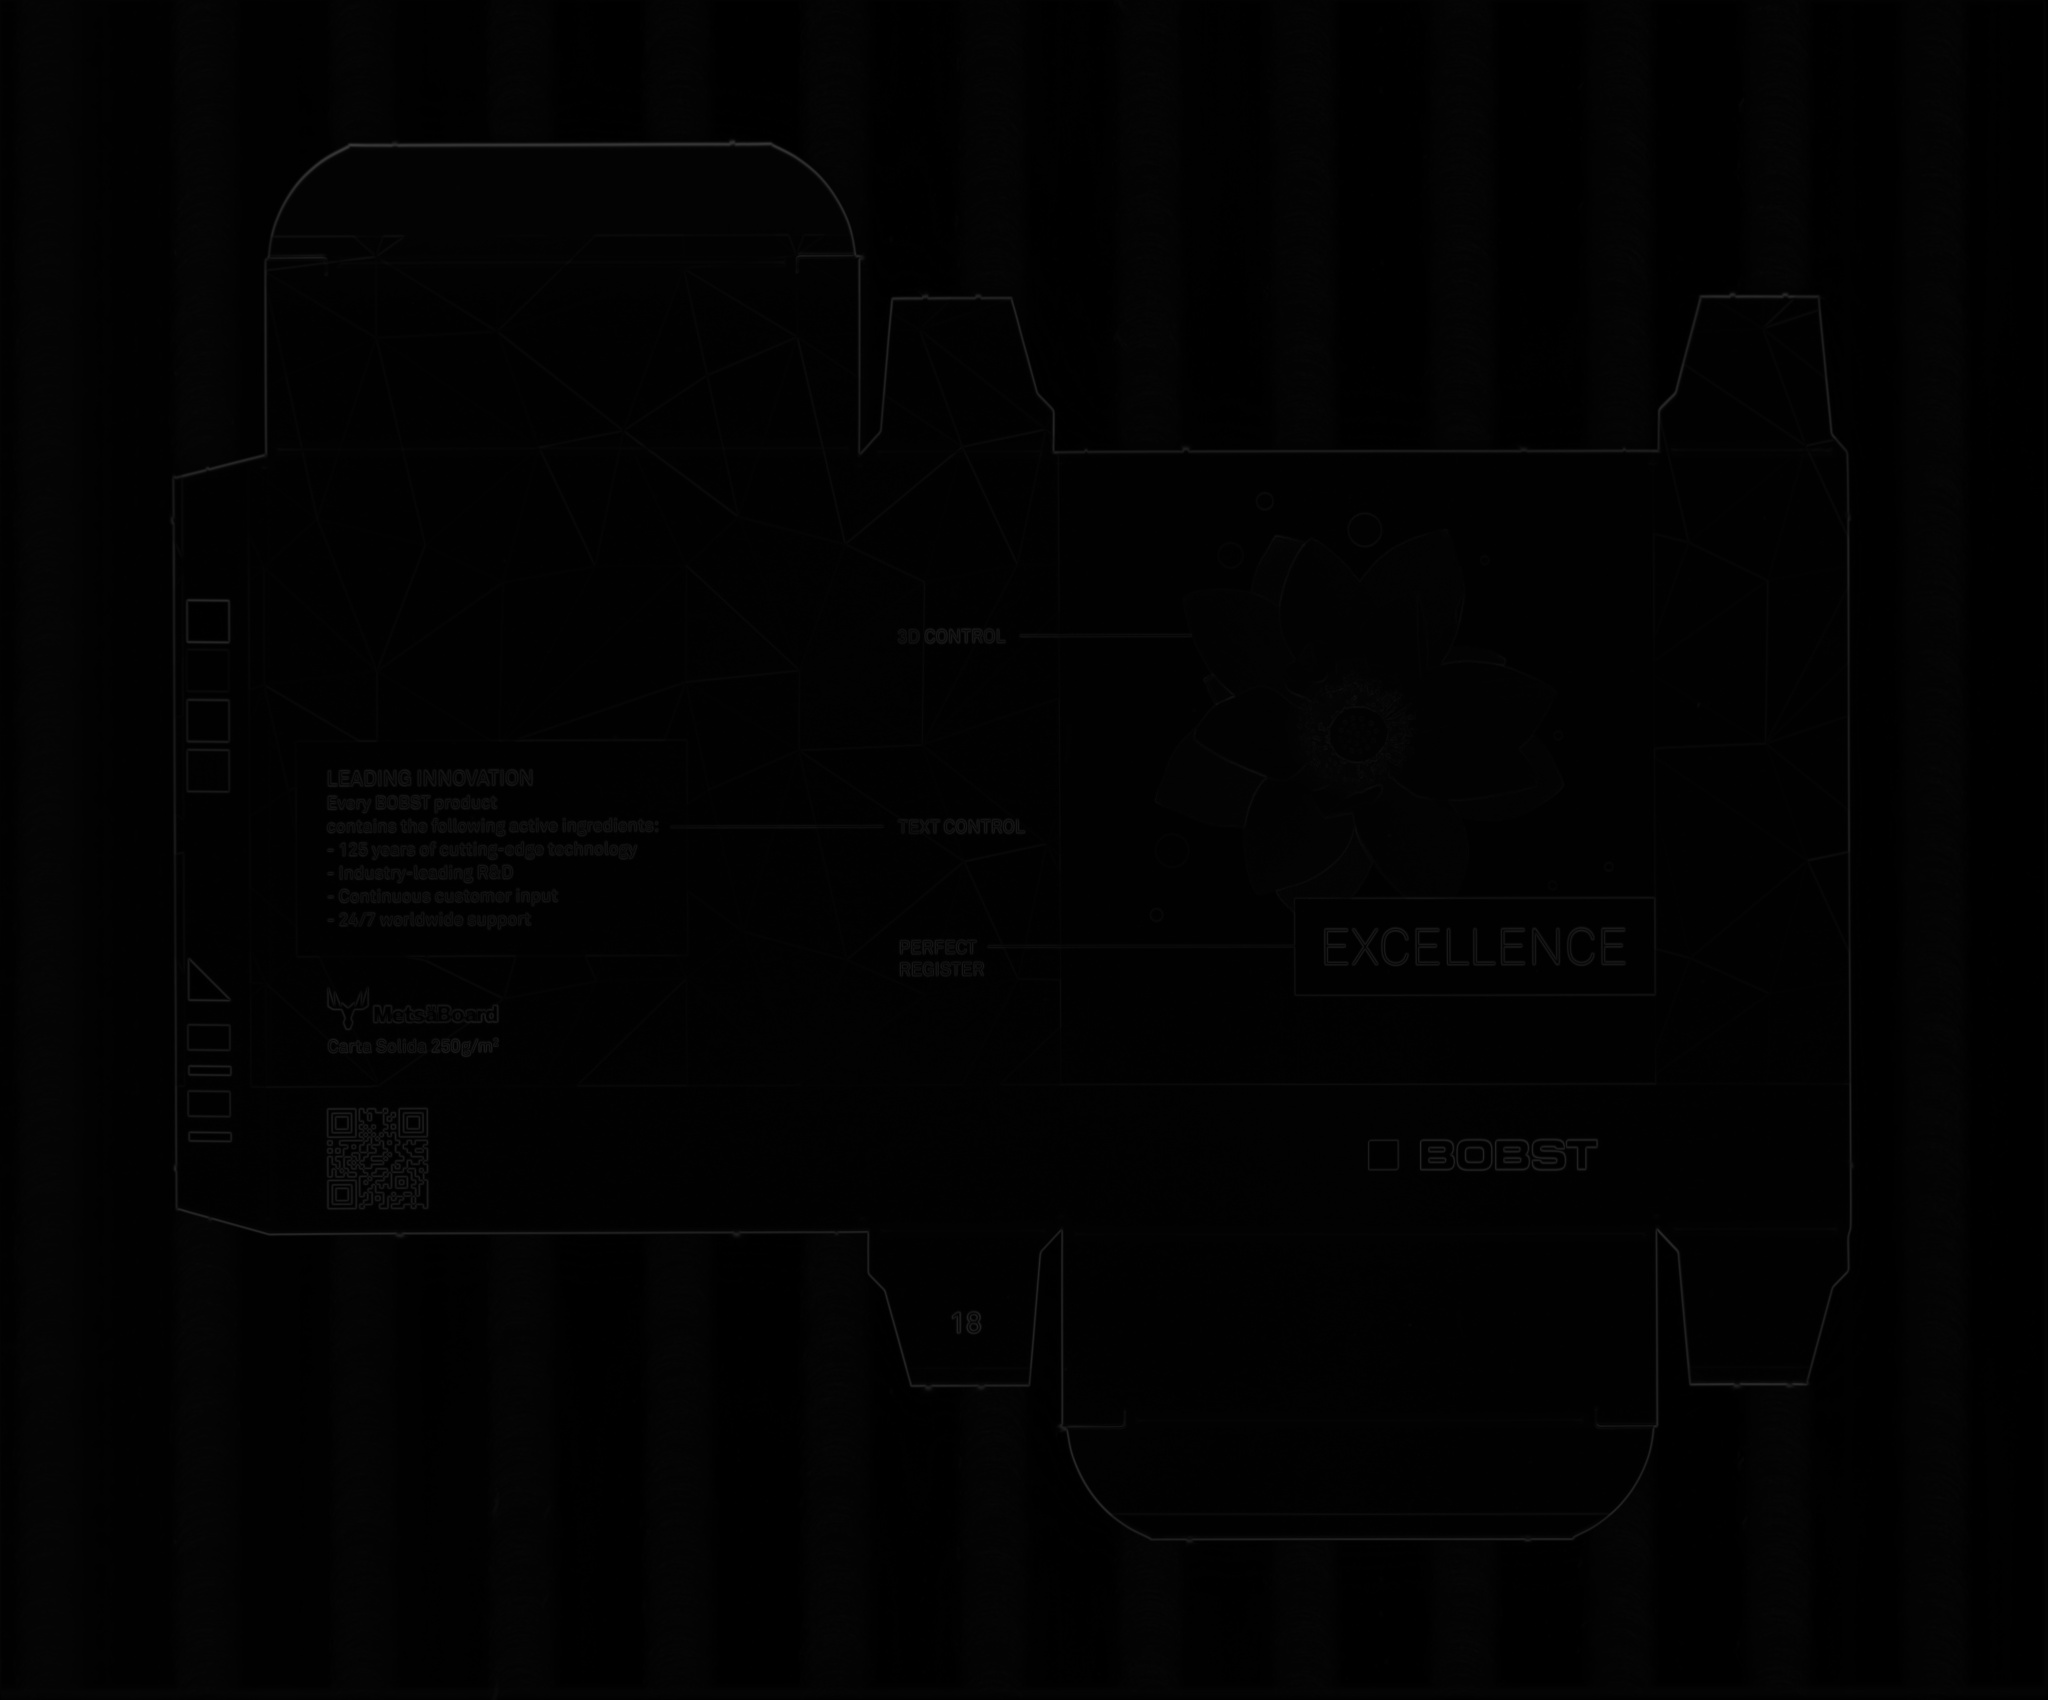 3D CONTROL
LEADING INNOVATION
Every BOBST product
contains the following active ingredients:
- 125 years of cutting-edge technology
- Industry-leading R&D
- Continuous customer input
- 24/7 worldwide support
TEXT CONTROL
PERFECT
REGISTER
EXCELLENCE
MetsäBoard
Carta Solida 250g/m²
BOBST
18